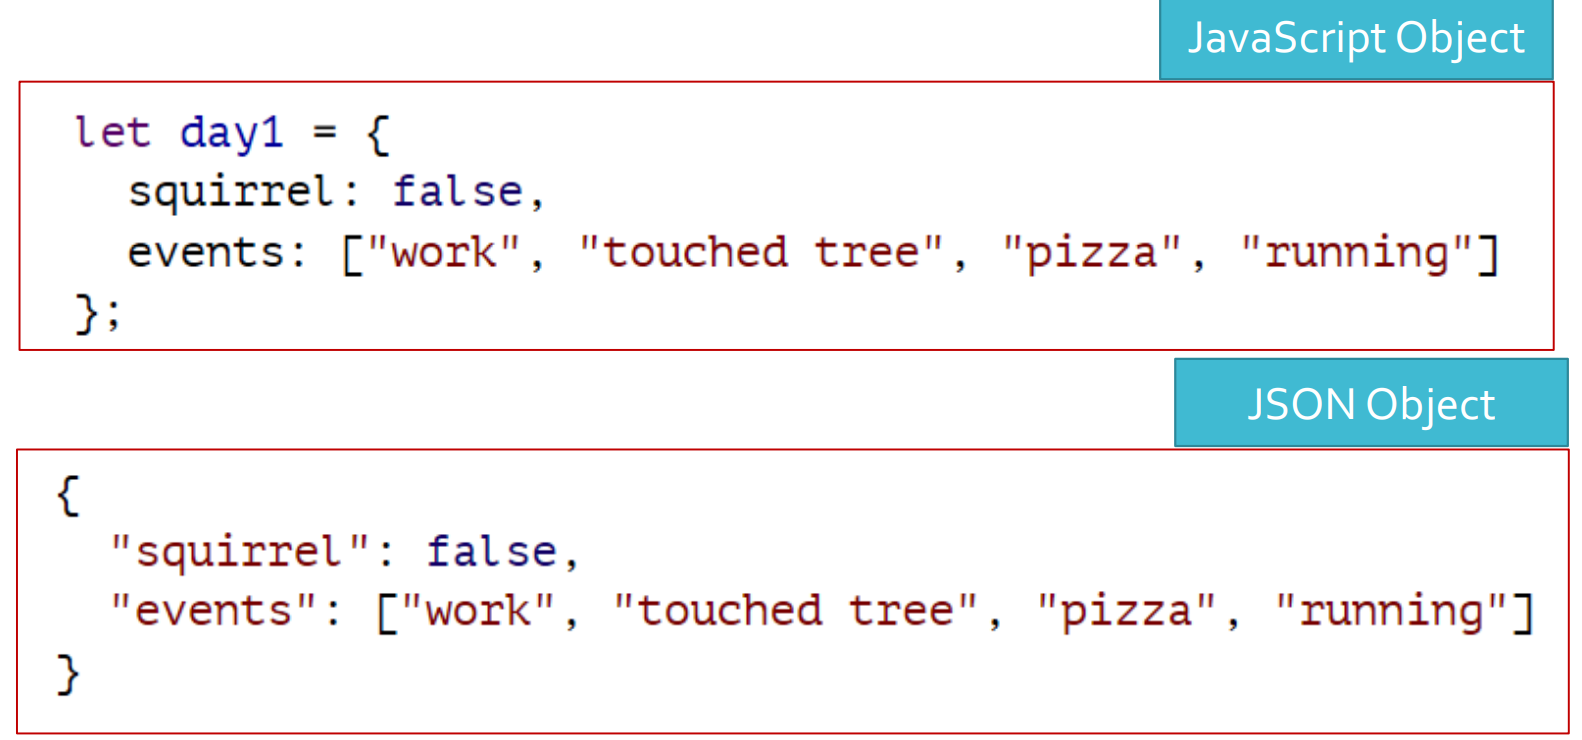 JavaScript Object
let day1 = {
  squirrel: false,
  events: ["work", "touched tree", "pizza", "running"]
};
JSON Object
{
  "squirrel": false,
  "events": ["work", "touched tree", "pizza", "running"]
}